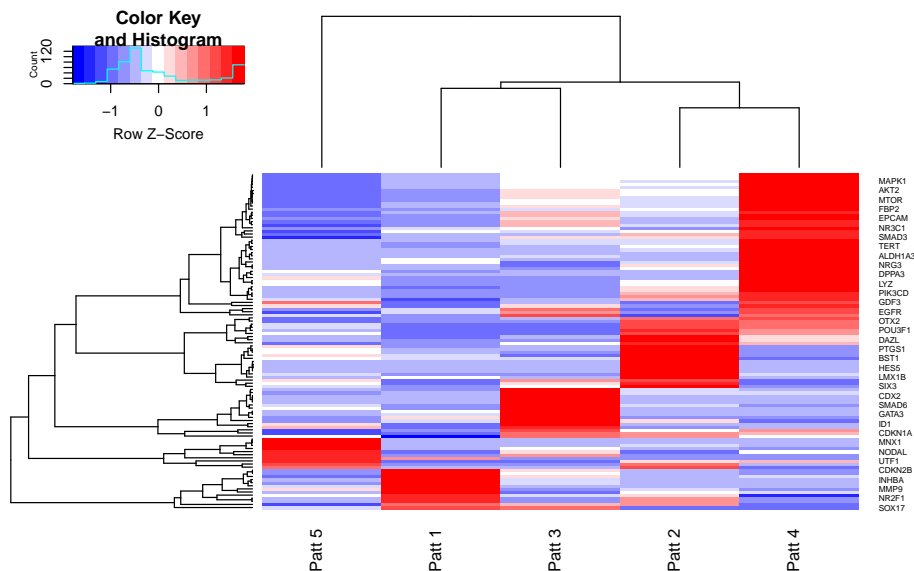 Color Key
and Histogram
Count
0 120
−1 0 1
Row Z−Score
MAPK1
AKT2
MTOR
FBP2
EPCAM
NR3C1
SMAD3
TERT
ALDH1A3
NRG3
DPPA3
LYZ
PIK3CD
GDF3
EGFR
OTX2
POU3F1
DAZL
PTGS1
BST1
HES5
LMX1B
SIX3
CDX2
SMAD6
GATA3
ID1
CDKN1A
MNX1
NODAL
UTF1
CDKN2B
INHBA
MMP9
NR2F1
SOX17
Patt 5 Patt 1 Patt 3 Patt 2 Patt 4